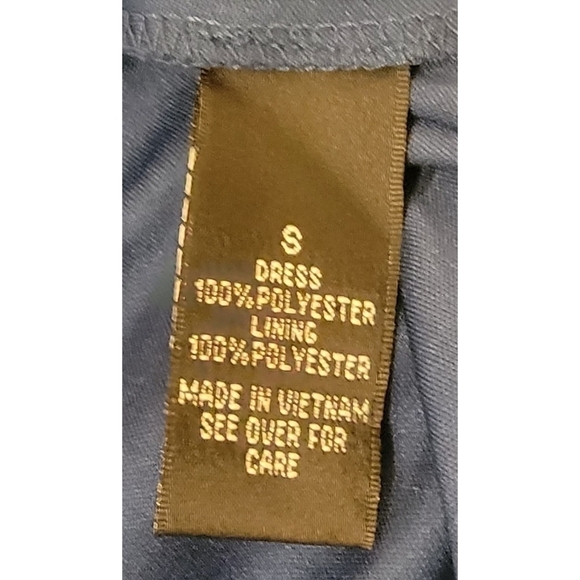 S
DRESS
100%POLYESTER
LINING
100%POLYESTER
MADE IN VIETNAM
SEE OVER FOR
CARE